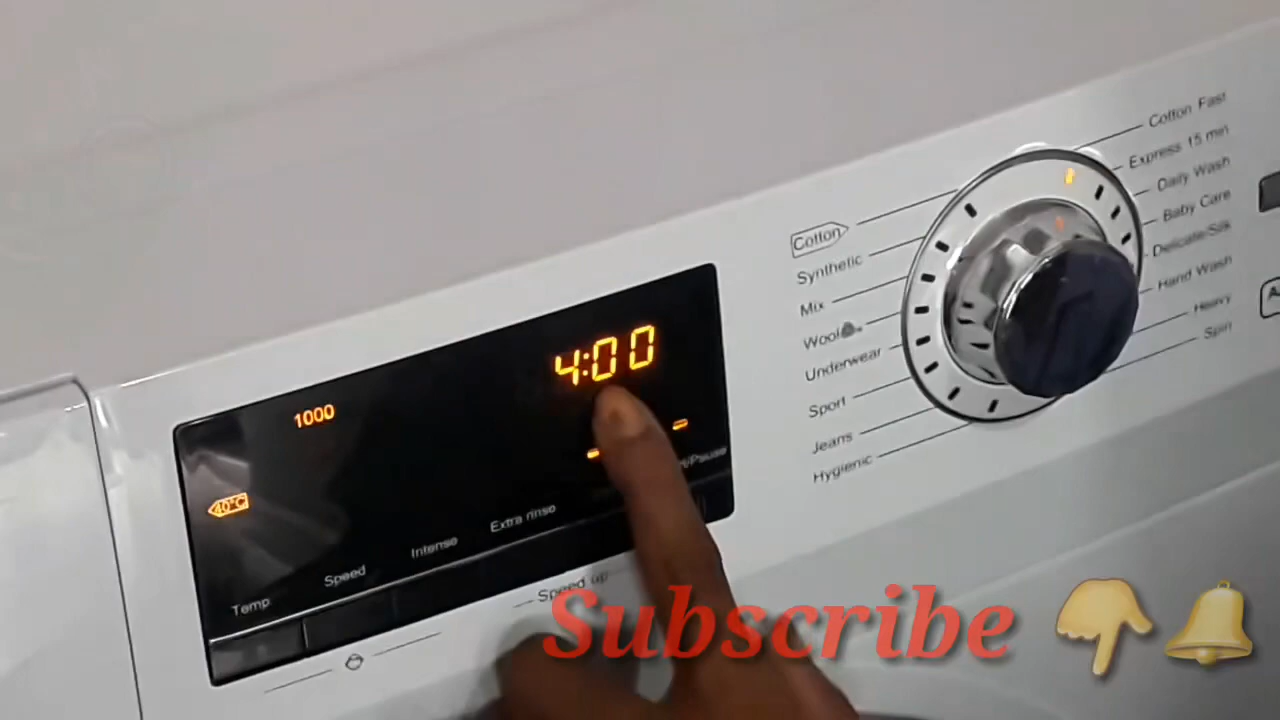 1000
4:00
40°C
Temp
Speed
Intense
Extra rinse
Speed up
Cotton
Synthetic
Mix
Wool
Underwear
Sport
Jeans
Hygienic
Cotton Fast
Express 15 min
Daily Wash
Baby Care
Delicate/Silk
Hand Wash
Heavy
Spin
Subscribe